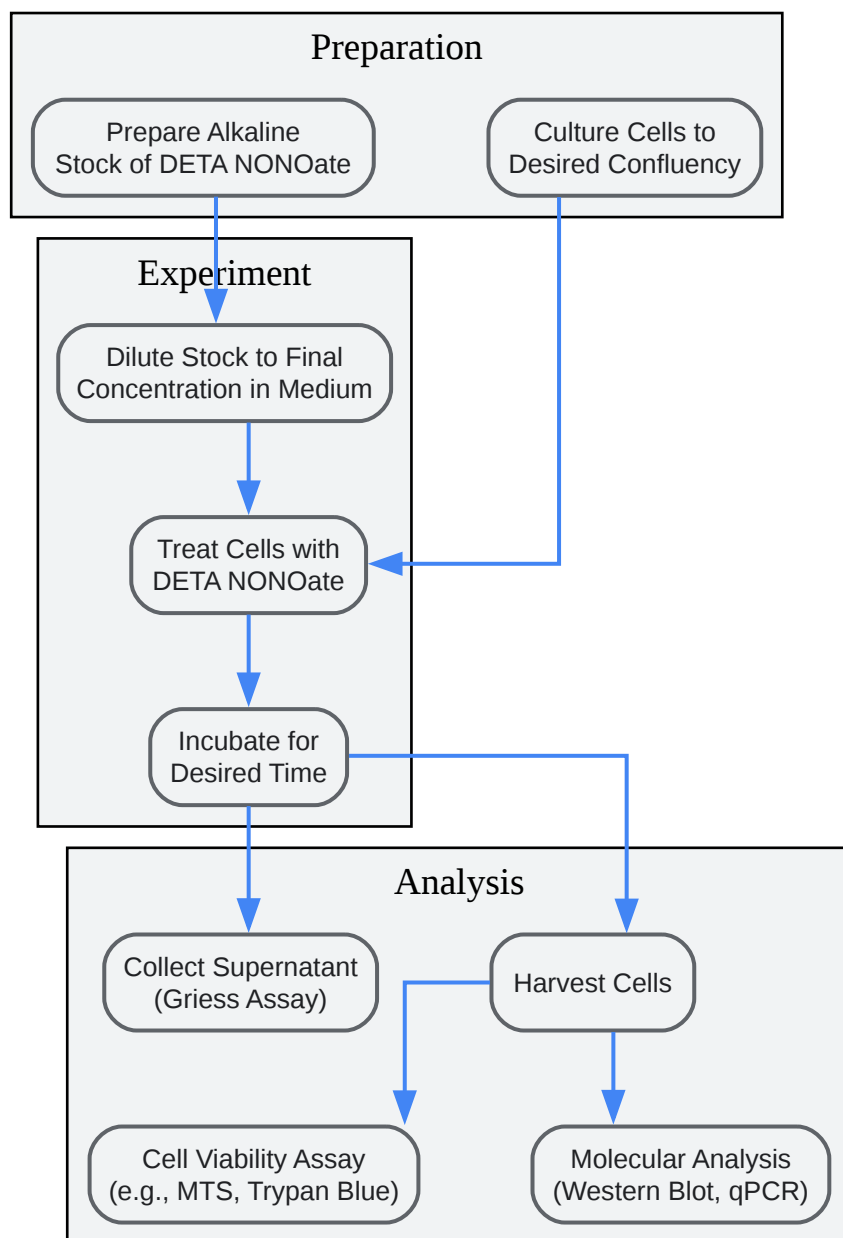 Preparation
Prepare Alkaline
Stock of DETA NONOate
Culture Cells to
Desired Confluency
Experiment
Dilute Stock to Final
Concentration in Medium
Treat Cells with
DETA NONOate
Incubate for
Desired Time
Analysis
Collect Supernatant
(Griess Assay)
Harvest Cells
Cell Viability Assay
(e.g., MTS, Trypan Blue)
Molecular Analysis
(Western Blot, qPCR)